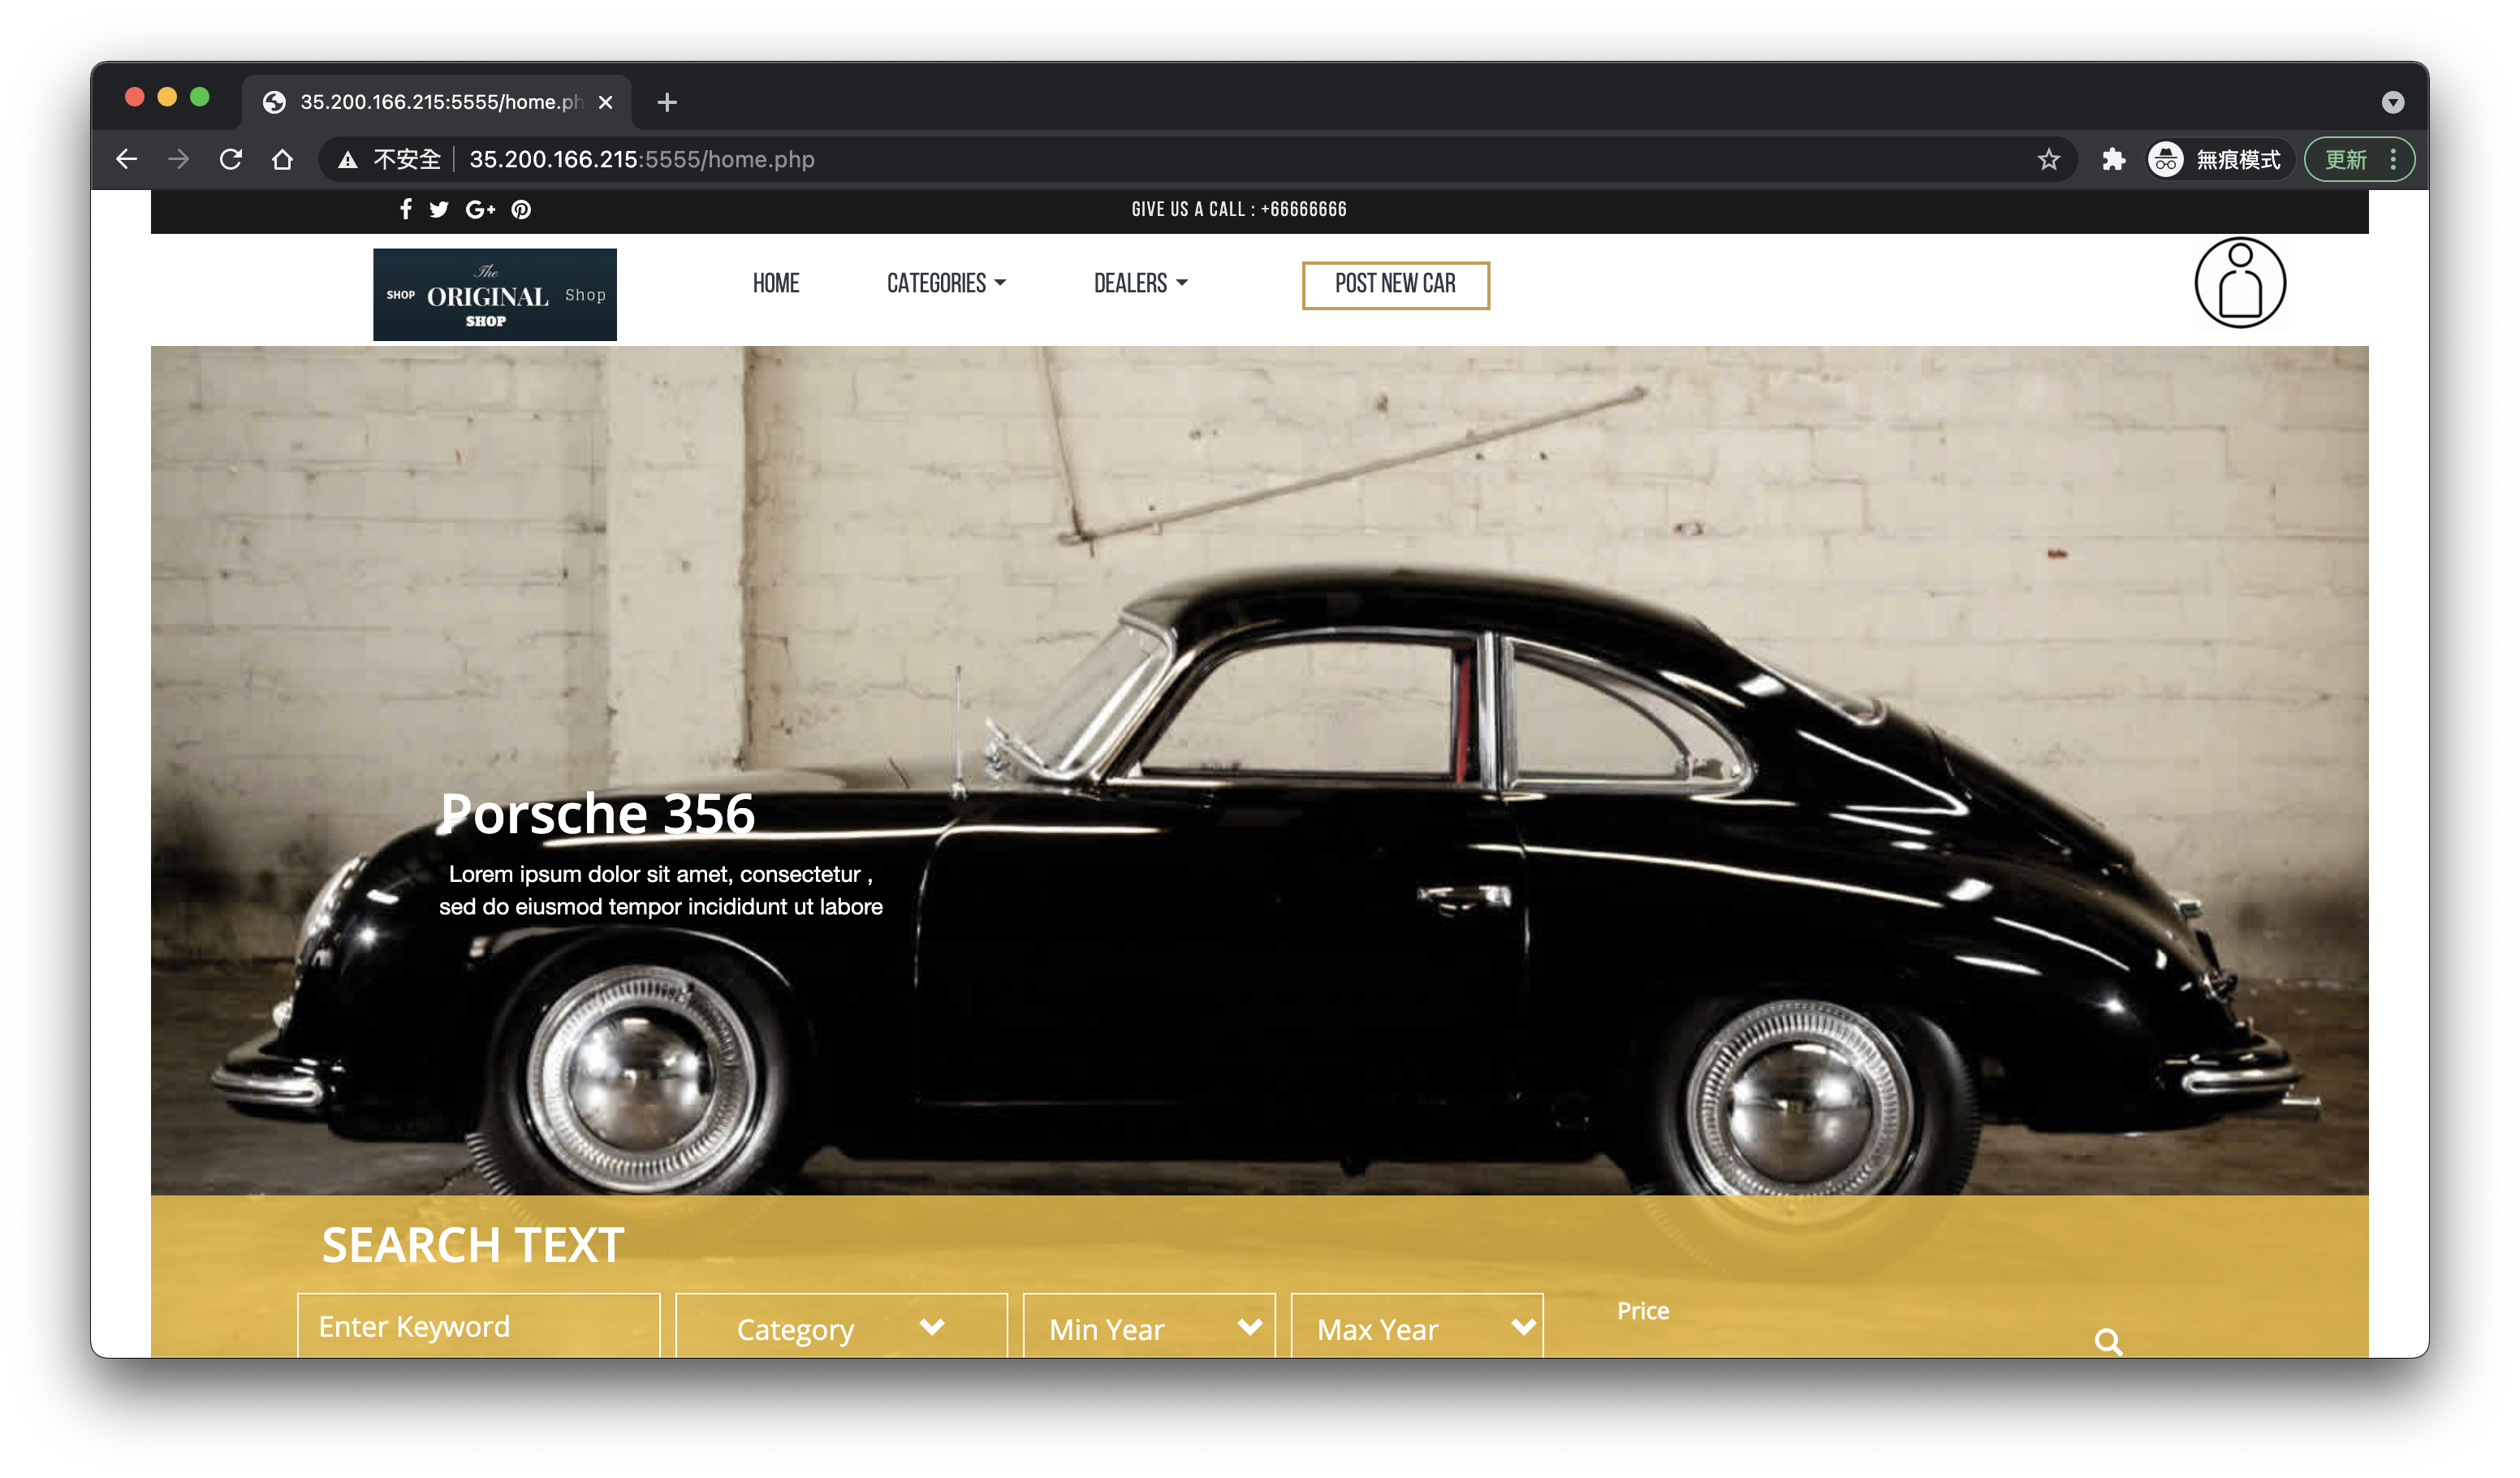 35.200.166.215:5555/home.ph
不安全 35.200.166.215:5555/home.php 無痕模式 更新
G+ GIVE US A CALL : +66666666
The
SHOP ORIGINAL Shop
SHOP
HOME CATEGORIES DEALERS POST NEW CAR
Porsche 356
Lorem ipsum dolor sit amet, consectetur ,
sed do eiusmod tempor incididunt ut labore
SEARCH TEXT
Enter Keyword Category Min Year Max Year Price